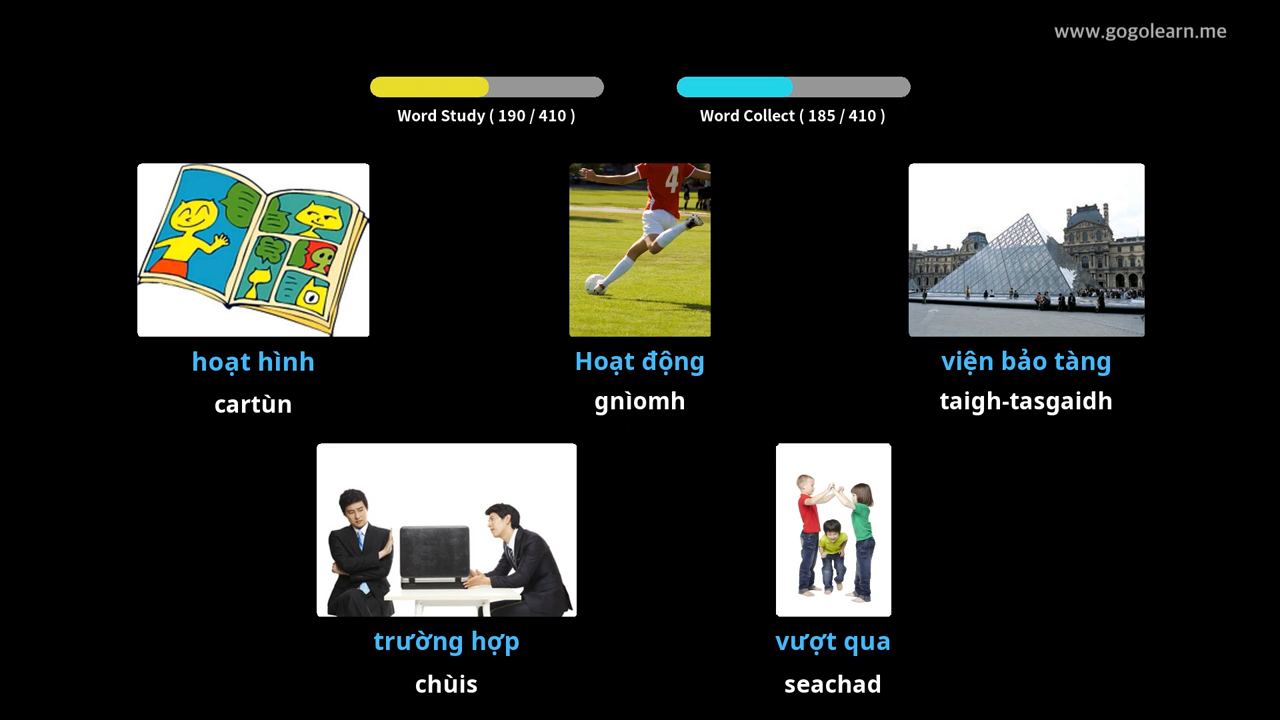 www.gogolearn.me
Word Study ( 190 / 410 )
Word Collect ( 185 / 410 )
4
hoạt hình
Hoạt động
viện bảo tàng
cartùn
gnìomh
taigh-tasgaidh
trường hợp
vượt qua
chùis
seachad